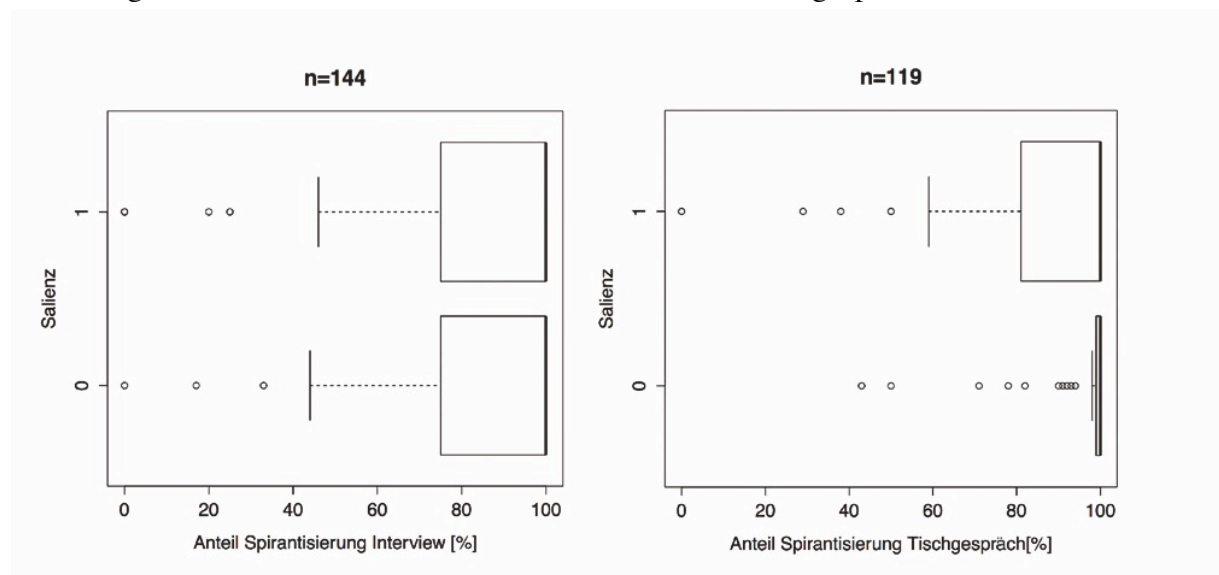 n=144
Salienz
1
0
0 20 40 60 80 100
Anteil Spirantisierung Interview [%]
n=119
Salienz
1
0
0 20 40 60 80 100
Anteil Spirantisierung Tischgespräch[%]